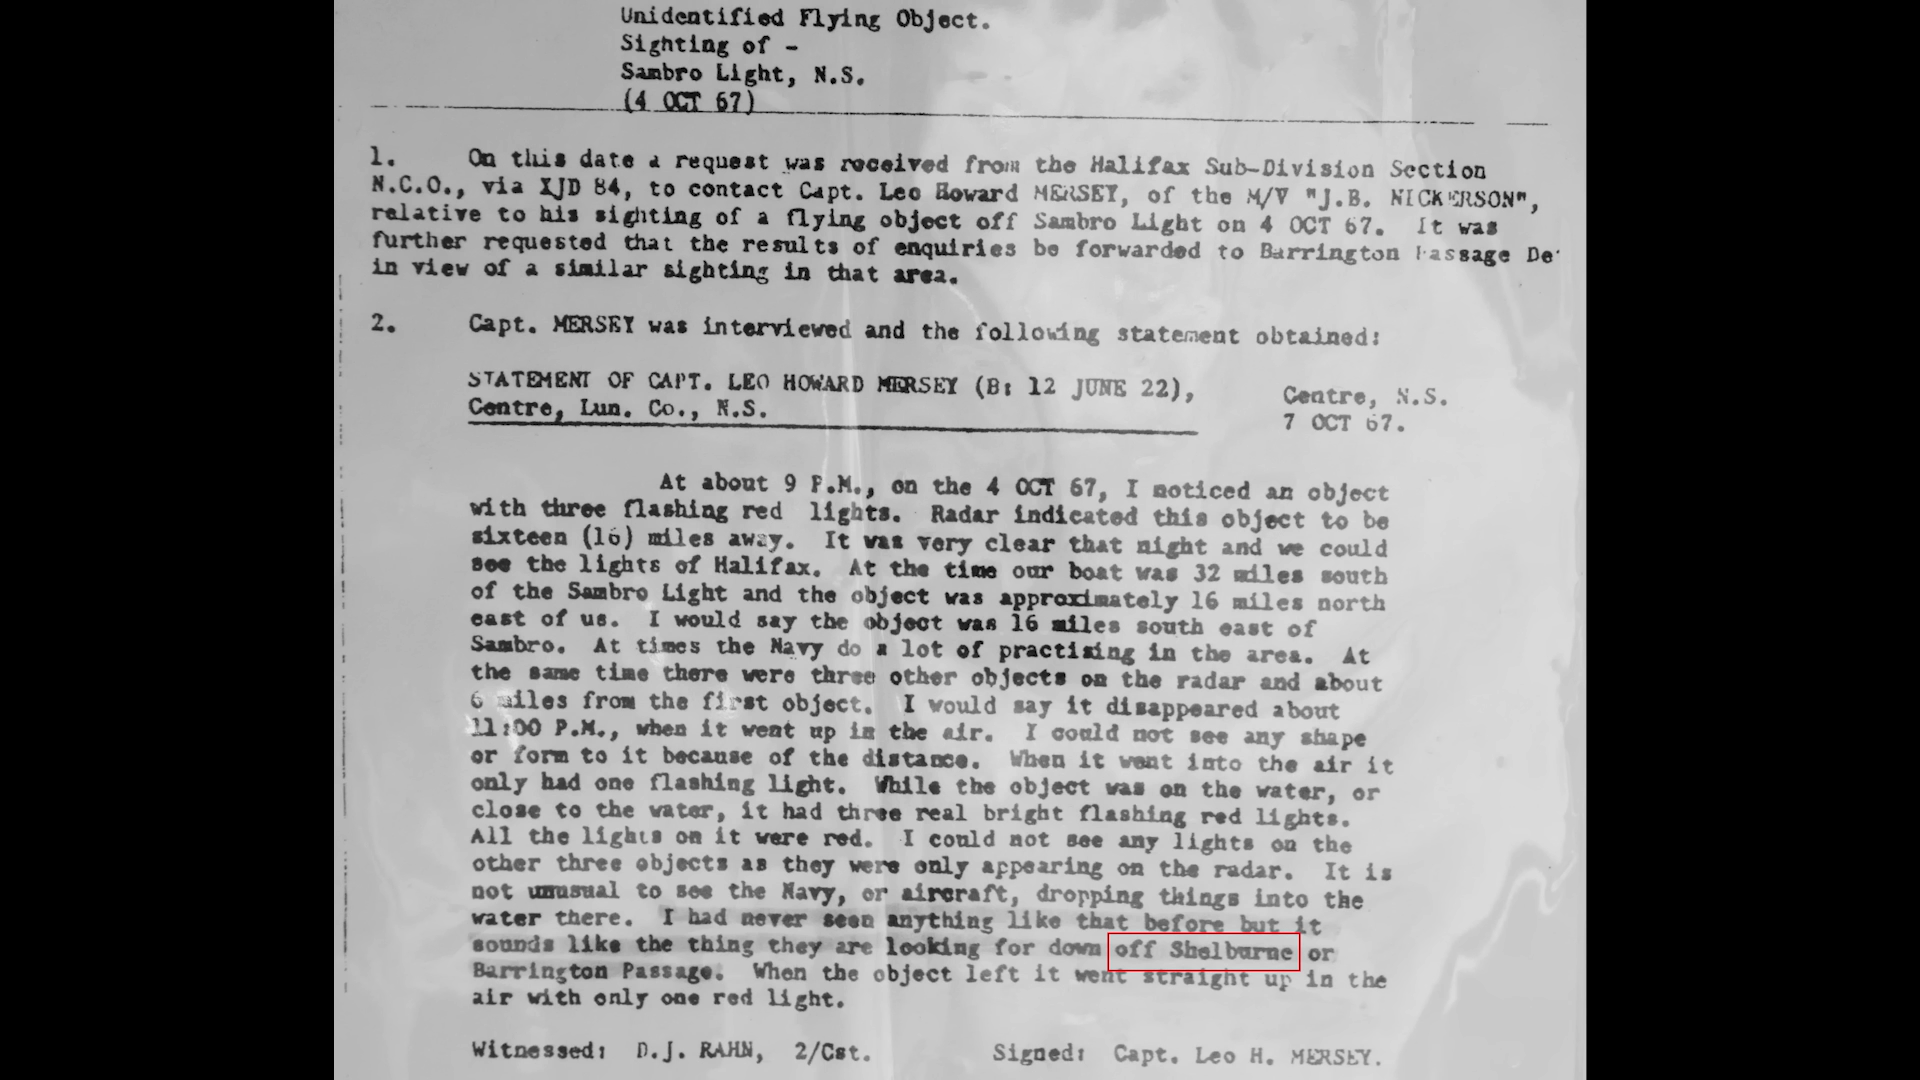 Unidentified Flying Object.
Sighting of -
Sambro Light, N.S.
(4 OCT 67)
1. On this date a request was received from the Halifax Sub-Division Section
N.C.O., via XJD 84, to contact Capt. Leo Howard MERSEY, of the M/V "J.B. NICKERSON",
relative to his sighting of a flying object off Sambro Light on 4 OCT 67. It was
further requested that the results of enquiries be forwarded to Barrington Passage De
in view of a similar sighting in that area.
2. Capt. MERSEY was interviewed and the following statement obtained:
STATEMENT OF CAPT. LEO HOWARD MERSEY (B: 12 JUNE 22),
Centre, Lun. Co., N.S.
Centre, N.S.
7 OCT 67.
At about 9 P.M., on the 4 OCT 67, I noticed an object
with three flashing red lights. Radar indicated this object to be
sixteen (16) miles away. It was very clear that night and we could
see the lights of Halifax. At the time our boat was 32 miles south
of the Sambro Light and the object was approximately 16 miles north
east of us. I would say the object was 16 miles south east of
Sambro. At times the Navy do a lot of practising in the area. At
the same time there were three other objects on the radar and about
6 miles from the first object. I would say it disappeared about
11:00 P.M., when it went up in the air. I could not see any shape
or form to it because of the distance. When it went into the air it
only had one flashing light. While the object was on the water, or
close to the water, it had three real bright flashing red lights.
All the lights on it were red. I could not see any lights on the
other three objects as they were only appearing on the radar. It is
not unusual to see the Navy, or aircraft, dropping things into the
water there. I had never seen anything like that before but it
sounds like the thing they are looking for down off Shelburne or
Barrington Passage. When the object left it went straight up in the
air with only one red light.
Witnessed: D.J. RAHN, 2/Cst.
Signed: Capt. Leo H. MERSEY.